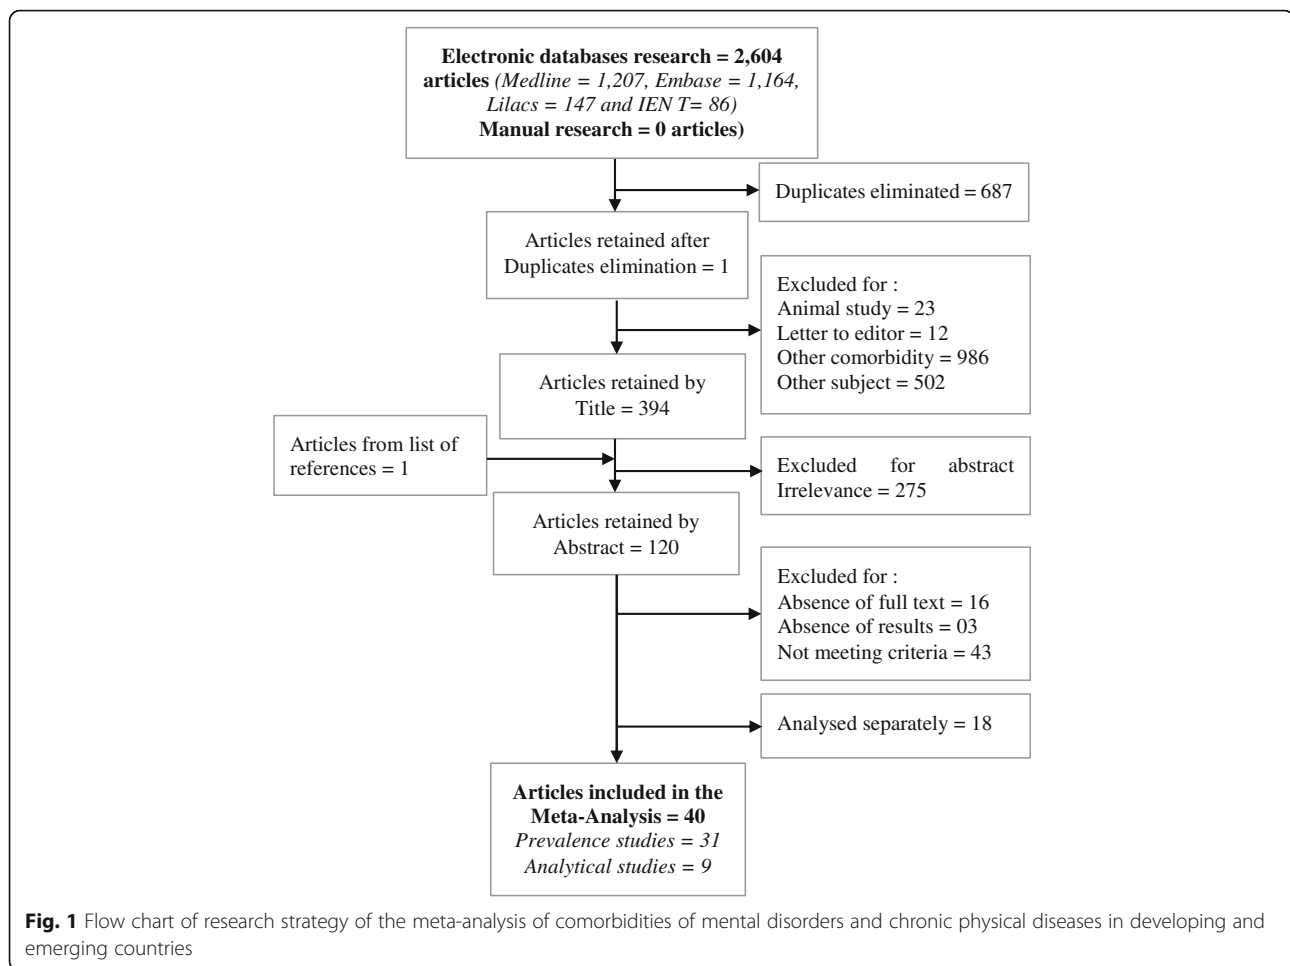 Electronic databases research = 2,604
articles (Medline = 1,207, Embase = 1,164,
Lilacs = 147 and IEN T= 86)
Manual research = 0 articles)
Duplicates eliminated = 687
Articles retained after
Duplicates elimination = 1
Excluded for :
Animal study = 23
Letter to editor = 12
Other comorbidity = 986
Other subject = 502
Articles retained by
Title = 394
Articles from list of
references = 1
Excluded for abstract
Irrelevance = 275
Articles retained by
Abstract = 120
Excluded for :
Absence of full text = 16
Absence of results = 03
Not meeting criteria = 43
Analysed separately = 18
Articles included in the
Meta-Analysis = 40
Prevalence studies = 31
Analytical studies = 9
Fig. 1 Flow chart of research strategy of the meta-analysis of comorbidities of mental disorders and chronic physical diseases in developing and
emerging countries